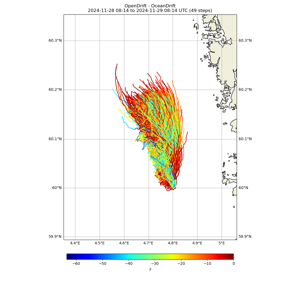 OpenDrift - OceanDrift
2024-11-28 08:14 to 2024-11-29 08:14 UTC (49 steps)
60.3°N
60.3°N
60.2°N
60.2°N
60.1°N
60.1°N
60°N
60°N
59.9°N
59.9°N
4.4°E
4.5°E
4.6°E
4.7°E
4.8°E
4.9°E
5°E
−60
−50
−40
−30
−20
−10
0
z